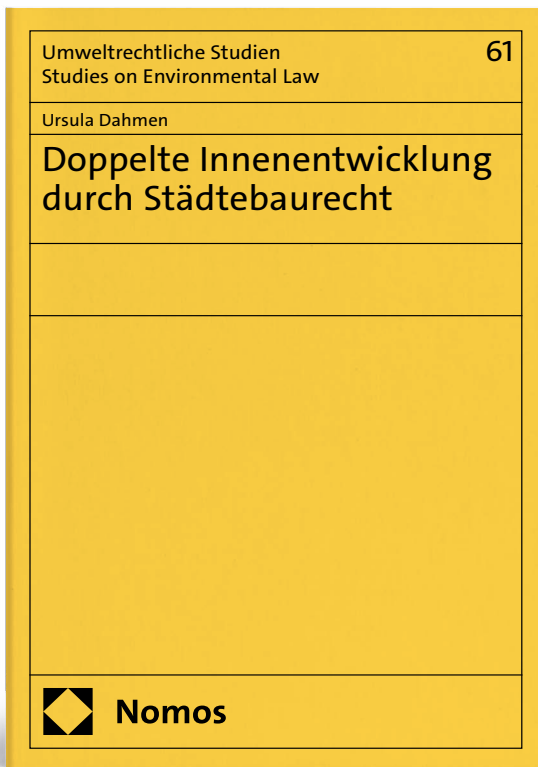 Umweltrechtliche Studien
Studies on Environmental Law
61
Ursula Dahmen
Doppelte Innenentwicklung
durch Städtebaurecht
Nomos